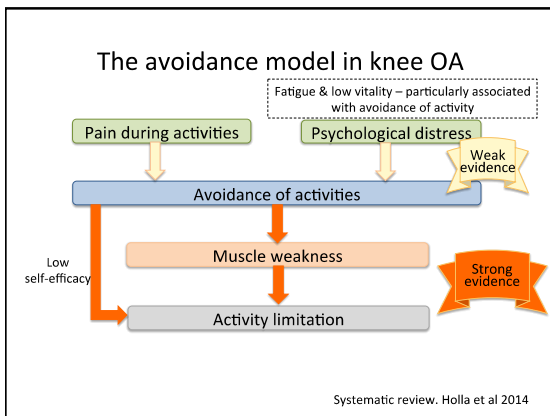 The avoidance model in knee OA
Fatigue & low vitality – particularly associated
with avoidance of activity
Pain during activities
Psychological distress
Weak
evidence
Avoidance of activities
Muscle weakness
Low
self-efficacy
Strong
evidence
Activity limitation
Systematic review. Holla et al 2014